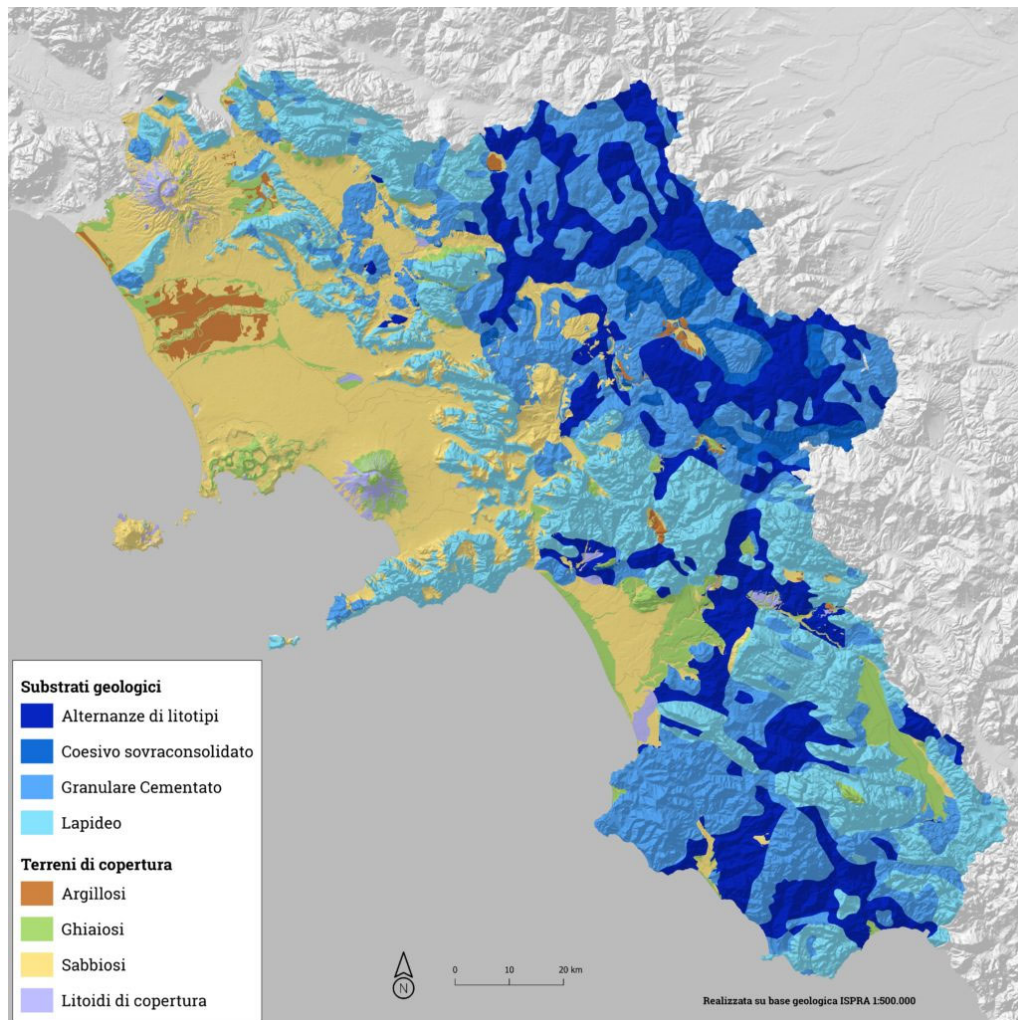 Substrati geologici
Alternanze di litotipi
Coesivo sovraconsolidato
Granulare Cementato
Lapideo
Terreni di copertura
Argillosi
Ghiaiosi
Sabbiosi
Litoidi di copertura
N
0 10 20 km
Realizzata su base geologica ISPRA 1:500.000